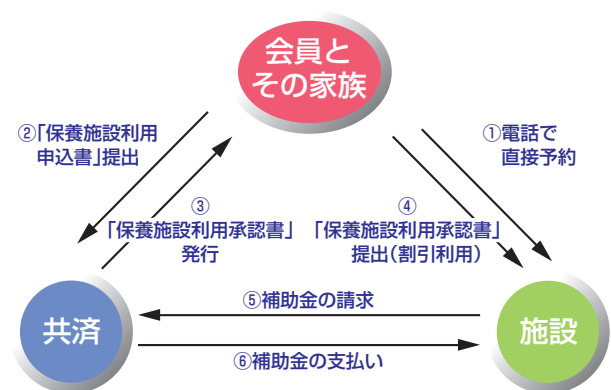 会員と
その家族
①電話で
直接予約
②「保養施設利用
申込書」提出
③
「保養施設利用承認書」
発行
④
「保養施設利用承認書」
提出(割引利用)
⑤補助金の請求
共済
施設
⑥補助金の支払い